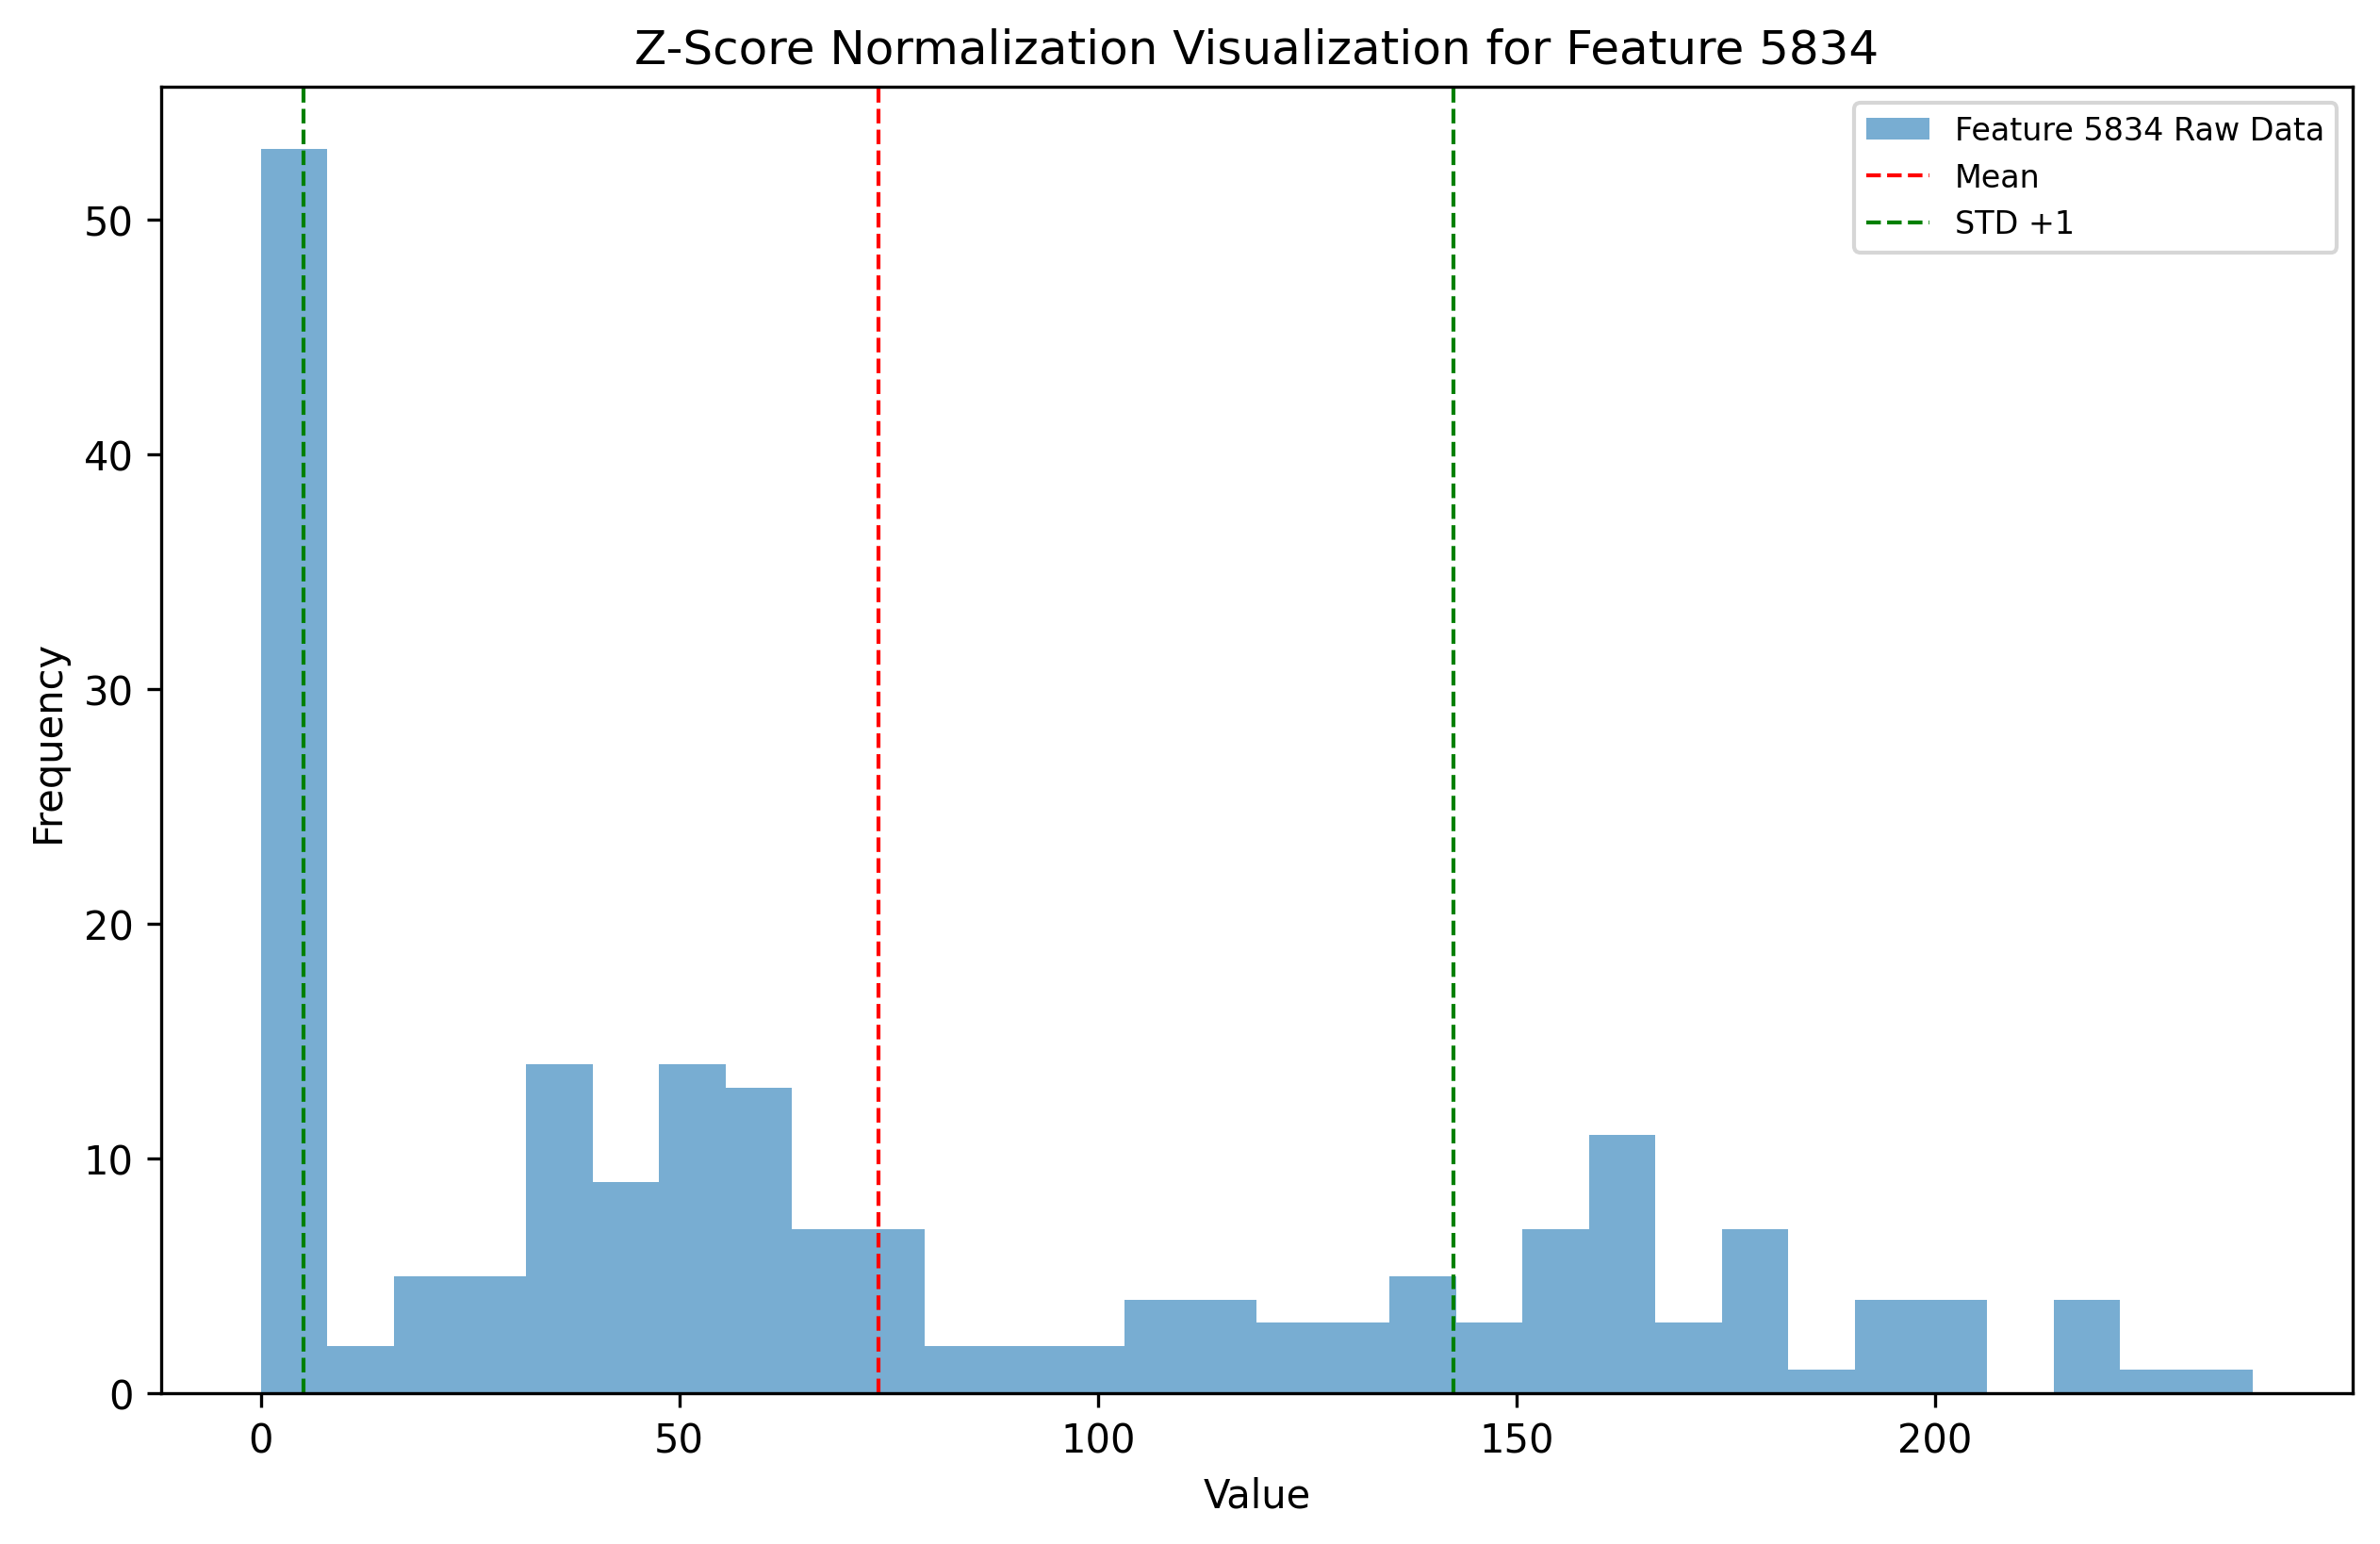 Z-Score Normalization Visualization for Feature 5834
Feature 5834 Raw Data
Mean
STD +1
Frequency
50
40
30
20
10
0
0 50 100 150 200
Value